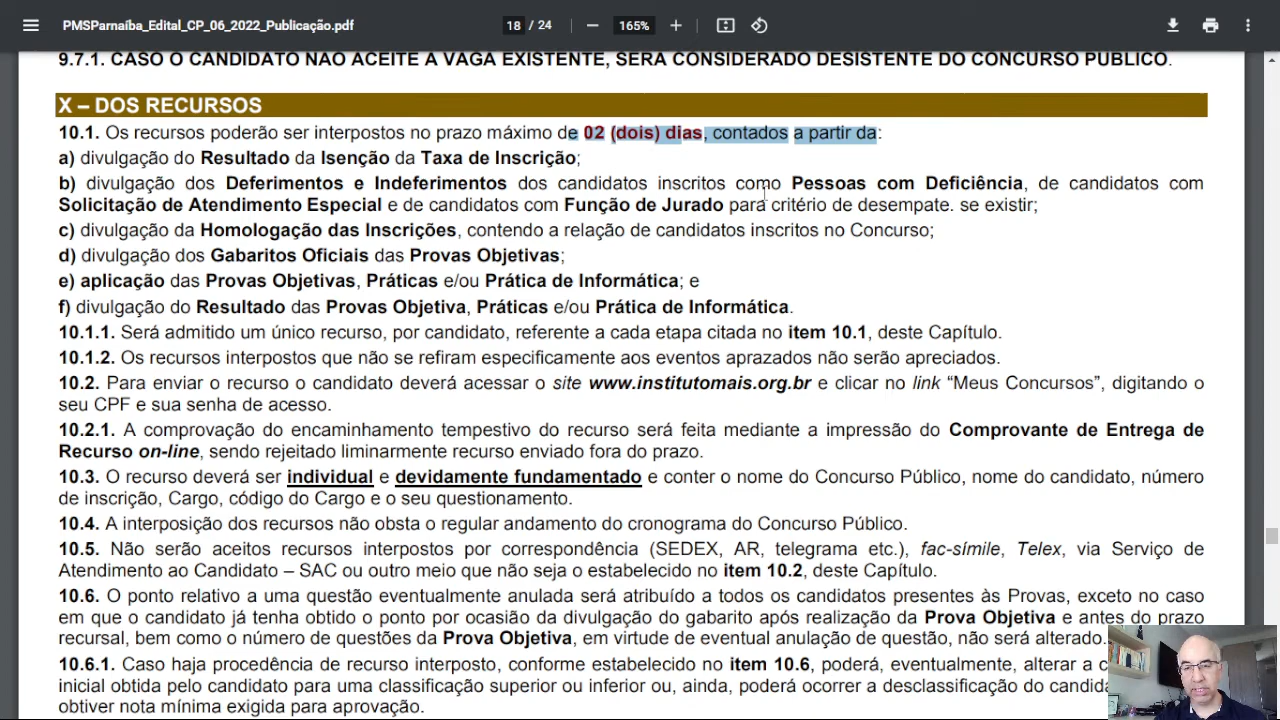 PMSParnaíba_Edital_CP_06_2022_Publicação.pdf
18 / 24
165%
9.7.1. CASO O CANDIDATO NÃO ACEITE A VAGA EXISTENTE, SERÁ CONSIDERADO DESISTENTE DO CONCURSO PÚBLICO.
X – DOS RECURSOS
10.1. Os recursos poderão ser interpostos no prazo máximo de 02 (dois) dias, contados a partir da:
a) divulgação do Resultado da Isenção da Taxa de Inscrição;
b) divulgação dos Deferimentos e Indeferimentos dos candidatos inscritos como Pessoas com Deficiência, de candidatos com
Solicitação de Atendimento Especial e de candidatos com Função de Jurado para critério de desempate. se existir;
c) divulgação da Homologação das Inscrições, contendo a relação de candidatos inscritos no Concurso;
d) divulgação dos Gabaritos Oficiais das Provas Objetivas;
e) aplicação das Provas Objetivas, Práticas e/ou Prática de Informática; e
f) divulgação do Resultado das Provas Objetiva, Práticas e/ou Prática de Informática.
10.1.1. Será admitido um único recurso, por candidato, referente a cada etapa citada no item 10.1, deste Capítulo.
10.1.2. Os recursos interpostos que não se refiram especificamente aos eventos aprazados não serão apreciados.
10.2. Para enviar o recurso o candidato deverá acessar o site www.institutomais.org.br e clicar no link “Meus Concursos”, digitando o
seu CPF e sua senha de acesso.
10.2.1. A comprovação do encaminhamento tempestivo do recurso será feita mediante a impressão do Comprovante de Entrega de
Recurso on-line, sendo rejeitado liminarmente recurso enviado fora do prazo.
10.3. O recurso deverá ser individual e devidamente fundamentado e conter o nome do Concurso Público, nome do candidato, número
de inscrição, Cargo, código do Cargo e o seu questionamento.
10.4. A interposição dos recursos não obsta o regular andamento do cronograma do Concurso Público.
10.5. Não serão aceitos recursos interpostos por correspondência (SEDEX, AR, telegrama etc.), fac-símile, Telex, via Serviço de
Atendimento ao Candidato – SAC ou outro meio que não seja o estabelecido no item 10.2, deste Capítulo.
10.6. O ponto relativo a uma questão eventualmente anulada será atribuído a todos os candidatos presentes às Provas, exceto no caso
em que o candidato já tenha obtido o ponto por ocasião da divulgação do gabarito após realização da Prova Objetiva e antes do prazo
recursal, bem como o número de questões da Prova Objetiva, em virtude de eventual anulação de questão, não será alterado.
10.6.1. Caso haja procedência de recurso interposto, conforme estabelecido no item 10.6, poderá, eventualmente, alterar a c
inicial obtida pelo candidato para uma classificação superior ou inferior ou, ainda, poderá ocorrer a desclassificação do candida
obtiver nota mínima exigida para aprovação.